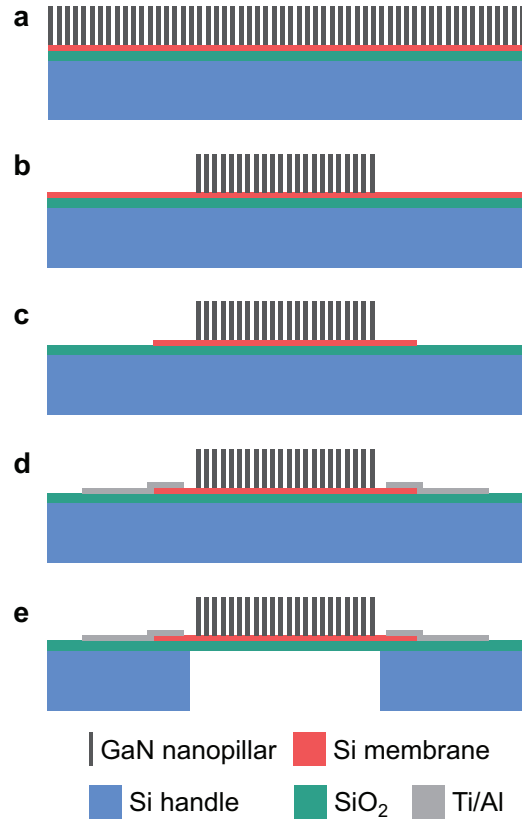 a
b
c
d
e
GaN nanopillar
Si membrane
Si handle
SiO₂
Ti/Al